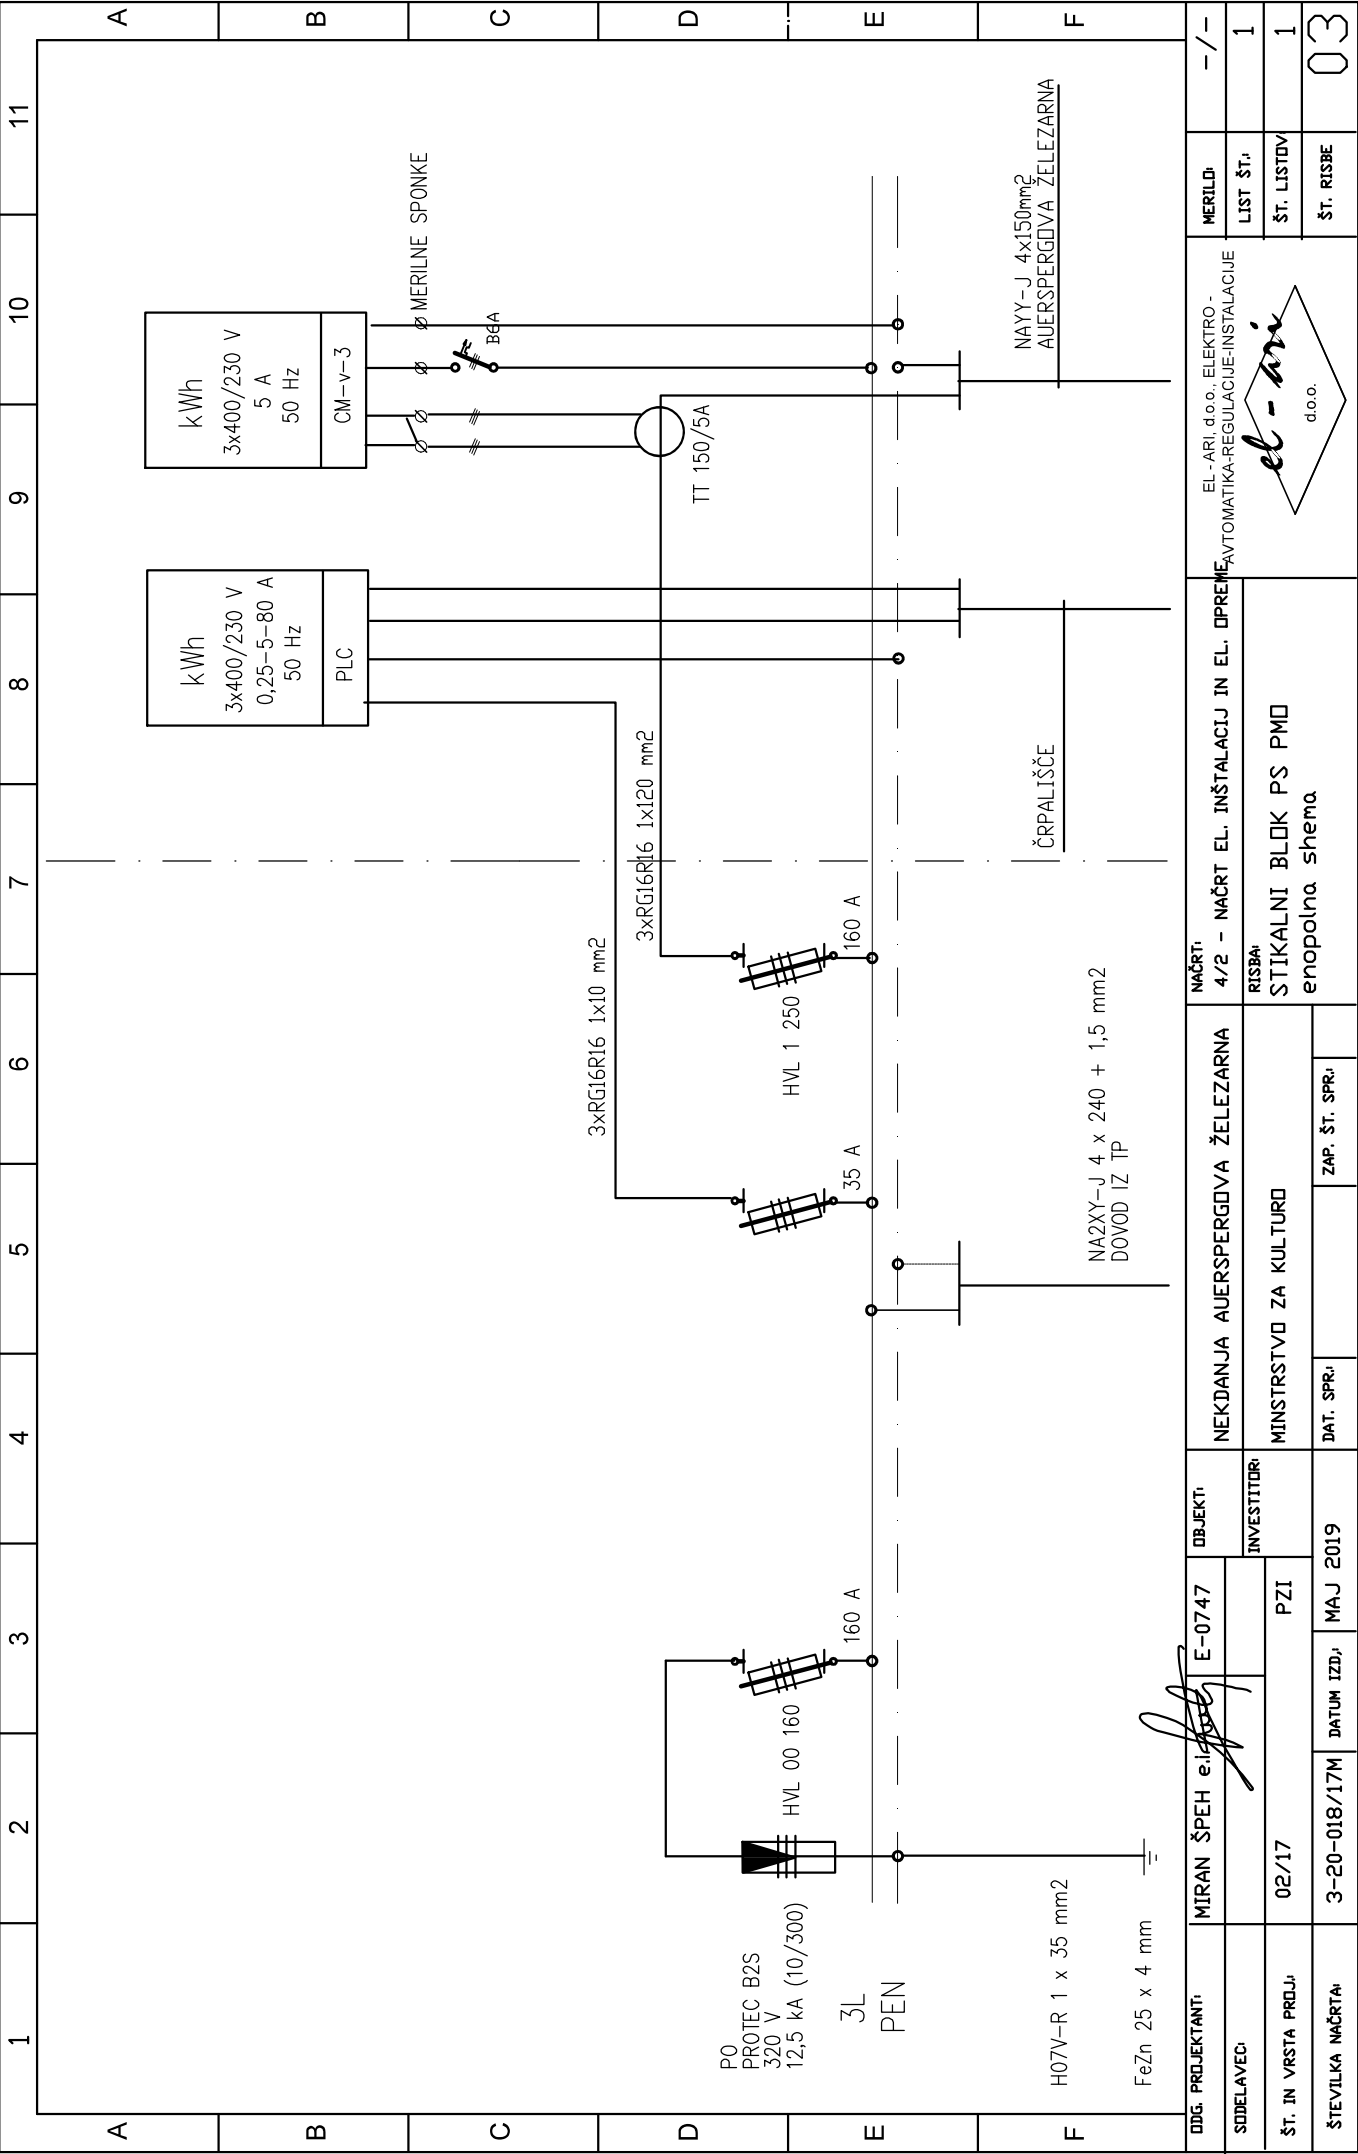 1 2 3 4 5 6 7 8 9 10 11
A
B
C
D
E
F
A
B
C
D
E
F
kWh
3x400/230 V
0,25-5-80 A
50 Hz
PLC
kWh
3x400/230 V
5 A
50 Hz
CM-v-3
MERILNE SPONKE
B6A
TT 150/5A
3xRG16R16 1x10 mm2
3xRG16R16 1x120 mm2
PO
PROTEC B2S
320 V
12,5 kA (10/300)
HVL 00 160
160 A
35 A
HVL 1 250
160 A
3L
PEN
H07V-R 1 x 35 mm2
FeZn 25 x 4 mm
NA2XY-J 4 x 240 + 1,5 mm2
DOVOD IZ TP
ČRPALIŠČE
NAYY-J 4x150mm2
AUERSPERGOVA ŽELEZARNA
ODG. PROJEKTANT:
MIRAN ŠPEH e.i.
E-0747
SODELAVEC:
ŠT. IN VRSTA PROJ.:
02/17
PZI
ŠTEVILKA NAČRTA:
3-20-018/17M
DATUM IZD.:
MAJ 2019
OBJEKT:
NEKDANJA AUERSPERGOVA ŽELEZARNA
INVESTITOR:
MINSTRSTVO ZA KULTURO
DAT. SPR.:
ZAP. ŠT. SPR.:
NAČRT:
4/2 - NAČRT EL. INŠTALACIJ IN EL. OPREME
RISBA:
STIKALNI BLOK PS PMO
enopolna shema
EL - ARI, d.o.o., ELEKTRO -
AVTOMATIKA-REGULACIJE-INSTALACIJE
el - ari
d.o.o.
MERILO:
-/-
LIST ŠT.:
1
ŠT. LISTOV:
1
ŠT. RISBE
03